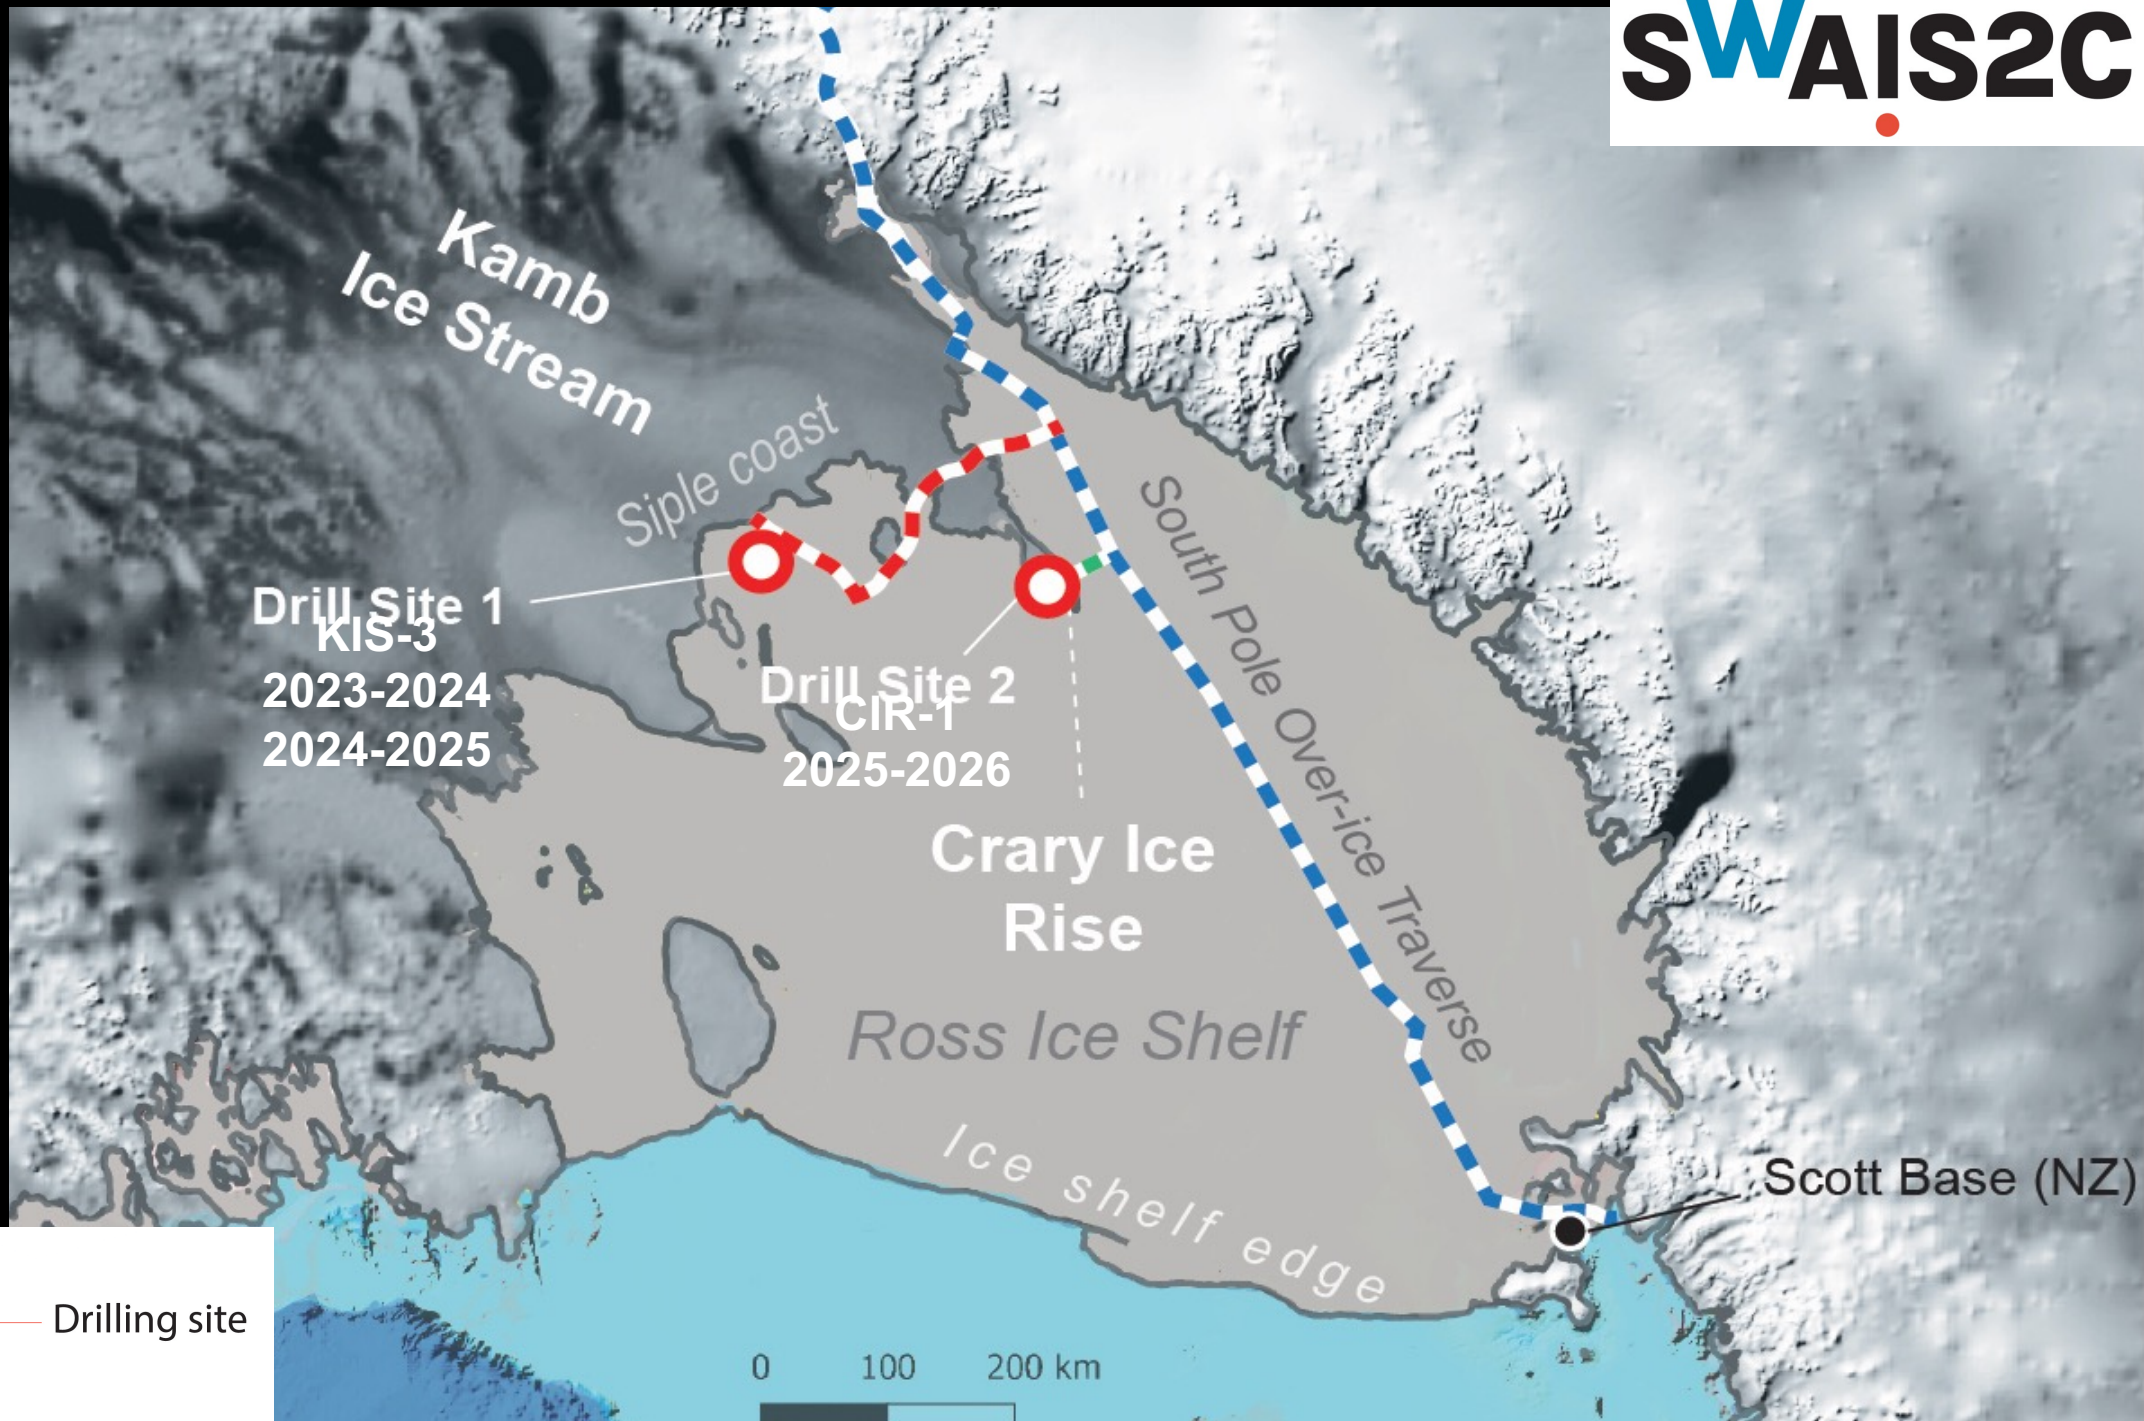 SWAIS2C
Kamb
Ice Stream
Siple coast
Drill Site 1
KIS-3
2023-2024
2024-2025
Drill Site 2
CIR-1
2025-2026
South Pole Over-ice Traverse
Crary Ice
Rise
Ross Ice Shelf
Ice shelf edge
Scott Base (NZ)
Drilling site
0 100 200 km